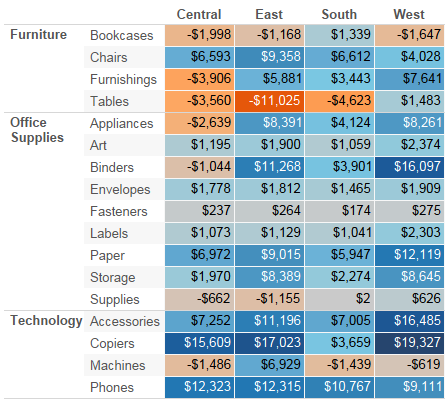 Central East South West
Furniture Bookcases -$1,998 -$1,168 $1,339 -$1,647
Chairs $6,593 $9,358 $6,612 $4,028
Furnishings -$3,906 $5,881 $3,443 $7,641
Tables -$3,560 -$11,025 -$4,623 $1,483
Office Supplies Appliances -$2,639 $8,391 $4,124 $8,261
Art $1,195 $1,900 $1,059 $2,374
Binders -$1,044 $11,268 $3,901 $16,097
Envelopes $1,778 $1,812 $1,465 $1,909
Fasteners $237 $264 $174 $275
Labels $1,073 $1,129 $1,041 $2,303
Paper $6,972 $9,015 $5,947 $12,119
Storage $1,970 $8,389 $2,274 $8,645
Supplies -$662 -$1,155 $2 $626
Technology Accessories $7,252 $11,196 $7,005 $16,485
Copiers $15,609 $17,023 $3,659 $19,327
Machines -$1,486 $6,929 -$1,439 -$619
Phones $12,323 $12,315 $10,767 $9,111